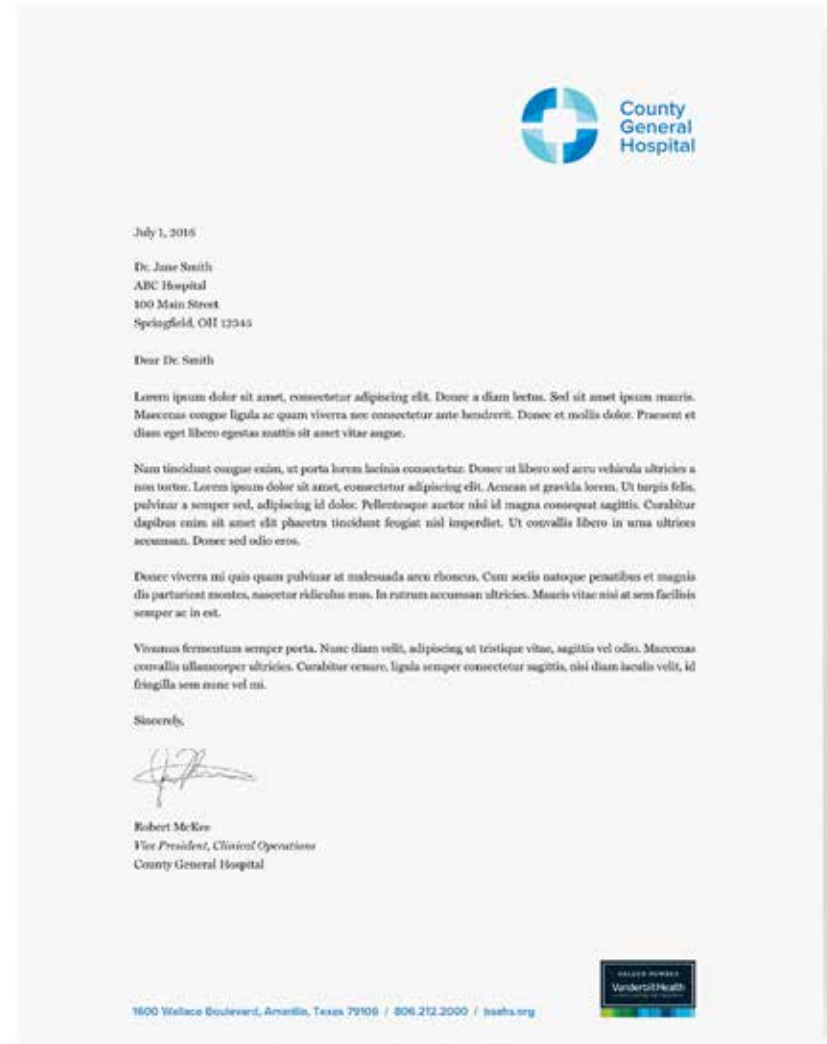 County
General
Hospital
July 1, 2016
Dr. Jane Smith
ABC Hospital
100 Main Street
Springfield, OH 12345
Dear Dr. Smith
Lorem ipsum dolor sit amet, consectetur adipiscing elit. Donec a diam lectus. Sed sit amet ipsum mauris.
Maecenas congue ligula ac quam viverra nec consectetur ante hendrerit. Donec et mollis dolor. Praesent et
diam eget libero egestas mattis sit amet vitae augue.
Nam tincidunt congue enim, ut porta lorem lacinia consectetur. Donec ut libero sed arcu vehicula ultricies a
non tortor. Lorem ipsum dolor sit amet, consectetur adipiscing elit. Aenean ut gravida lorem. Ut turpis felis,
pulvinar a semper sed, adipiscing id dolor. Pellentesque auctor nisi id magna consequat sagittis. Curabitur
dapibus enim sit amet elit pharetra tincidunt feugiat nisl imperdiet. Ut convallis libero in urna ultrices
accumsan. Donec sed odio eros.
Donec viverra mi quis quam pulvinar at malesuada arcu rhoncus. Cum sociis natoque penatibus et magnis
dis parturient montes, nascetur ridiculus mus. In rutrum accumsan ultricies. Mauris vitae nisi at sem facilisis
semper ac in est.
Vivamus fermentum semper porta. Nunc diam velit, adipiscing ut tristique vitae, sagittis vel odio. Maecenas
convallis ullamcorper ultricies. Curabitur ornare, ligula semper consectetur sagittis, nisi diam iaculis velit, id
fringilla sem nunc vel mi.
Sincerely,
Robert McKee
Vice President, Clinical Operations
County General Hospital
VanderbiltHealth
1600 Wallace Boulevard, Amarillo, Texas 79106 / 806.212.2000 / bsahs.org